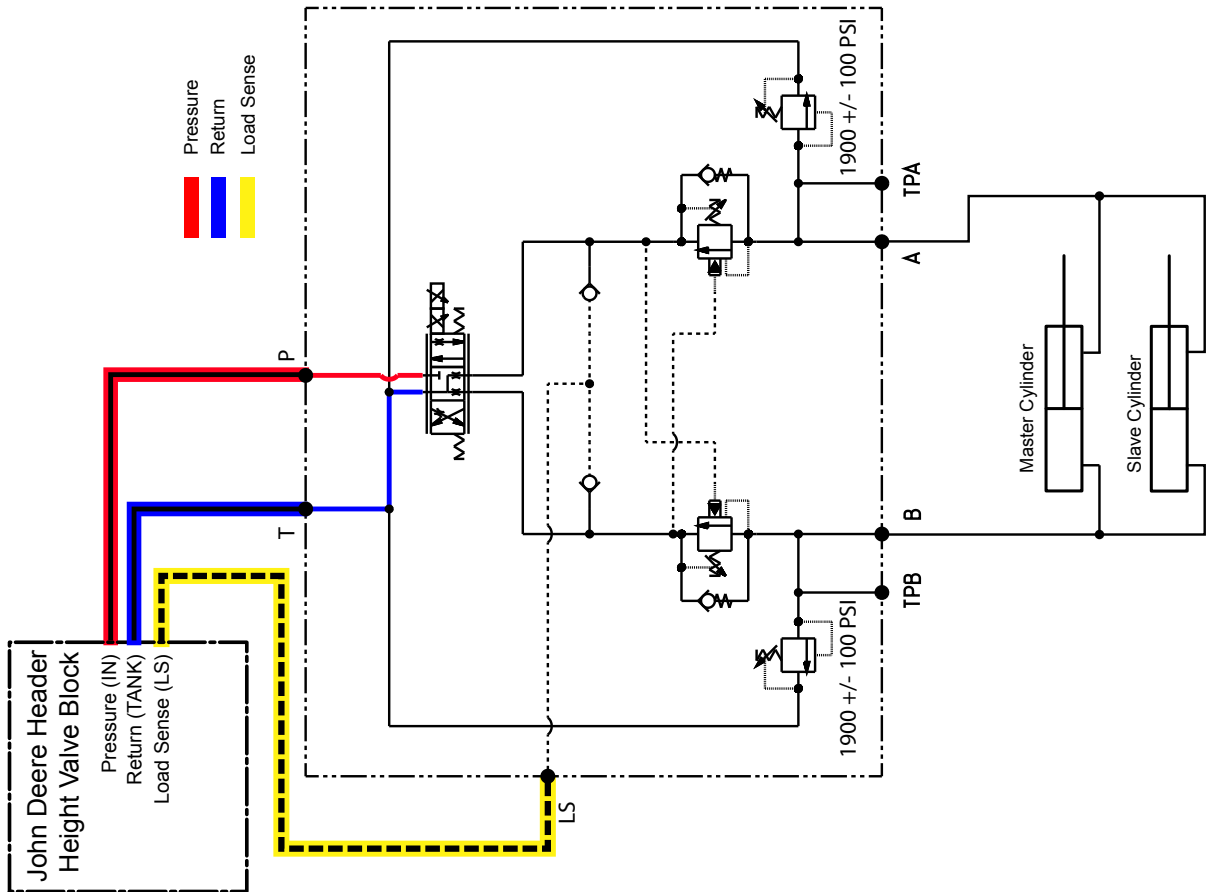 John Deere Header
Height Valve Block
Pressure (IN)
Return (TANK)
Load Sense (LS)
Pressure
Return
Load Sense
P
T
LS
1900 +/- 100 PSI
1900 +/- 100 PSI
TPA
A
B
TPB
Master Cylinder
Slave Cylinder